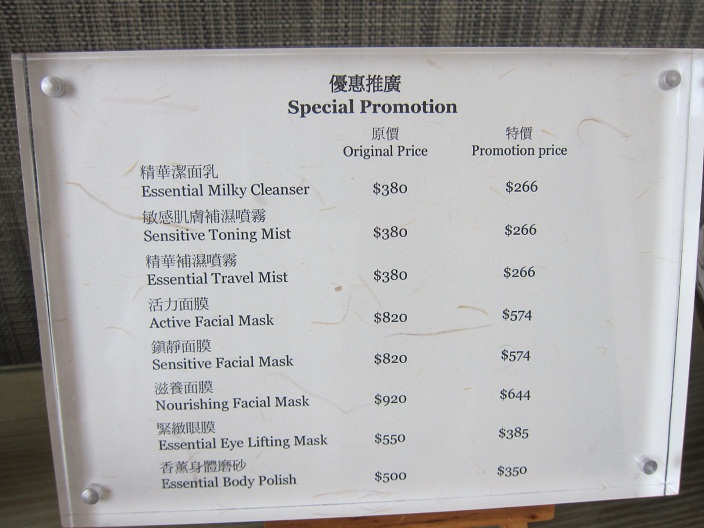 優惠推廣
Special Promotion
原價 特價
Original Price Promotion price
精華潔面乳
Essential Milky Cleanser $380 $266
敏感肌膚補濕噴霧
Sensitive Toning Mist $380 $266
精華補濕噴霧
Essential Travel Mist $380 $266
活力面膜
Active Facial Mask $820 $574
鎭靜面膜
Sensitive Facial Mask $820 $574
滋養面膜
Nourishing Facial Mask $920 $644
緊緻眼膜
Essential Eye Lifting Mask $550 $385
香薰身體磨砂
Essential Body Polish $500 $350